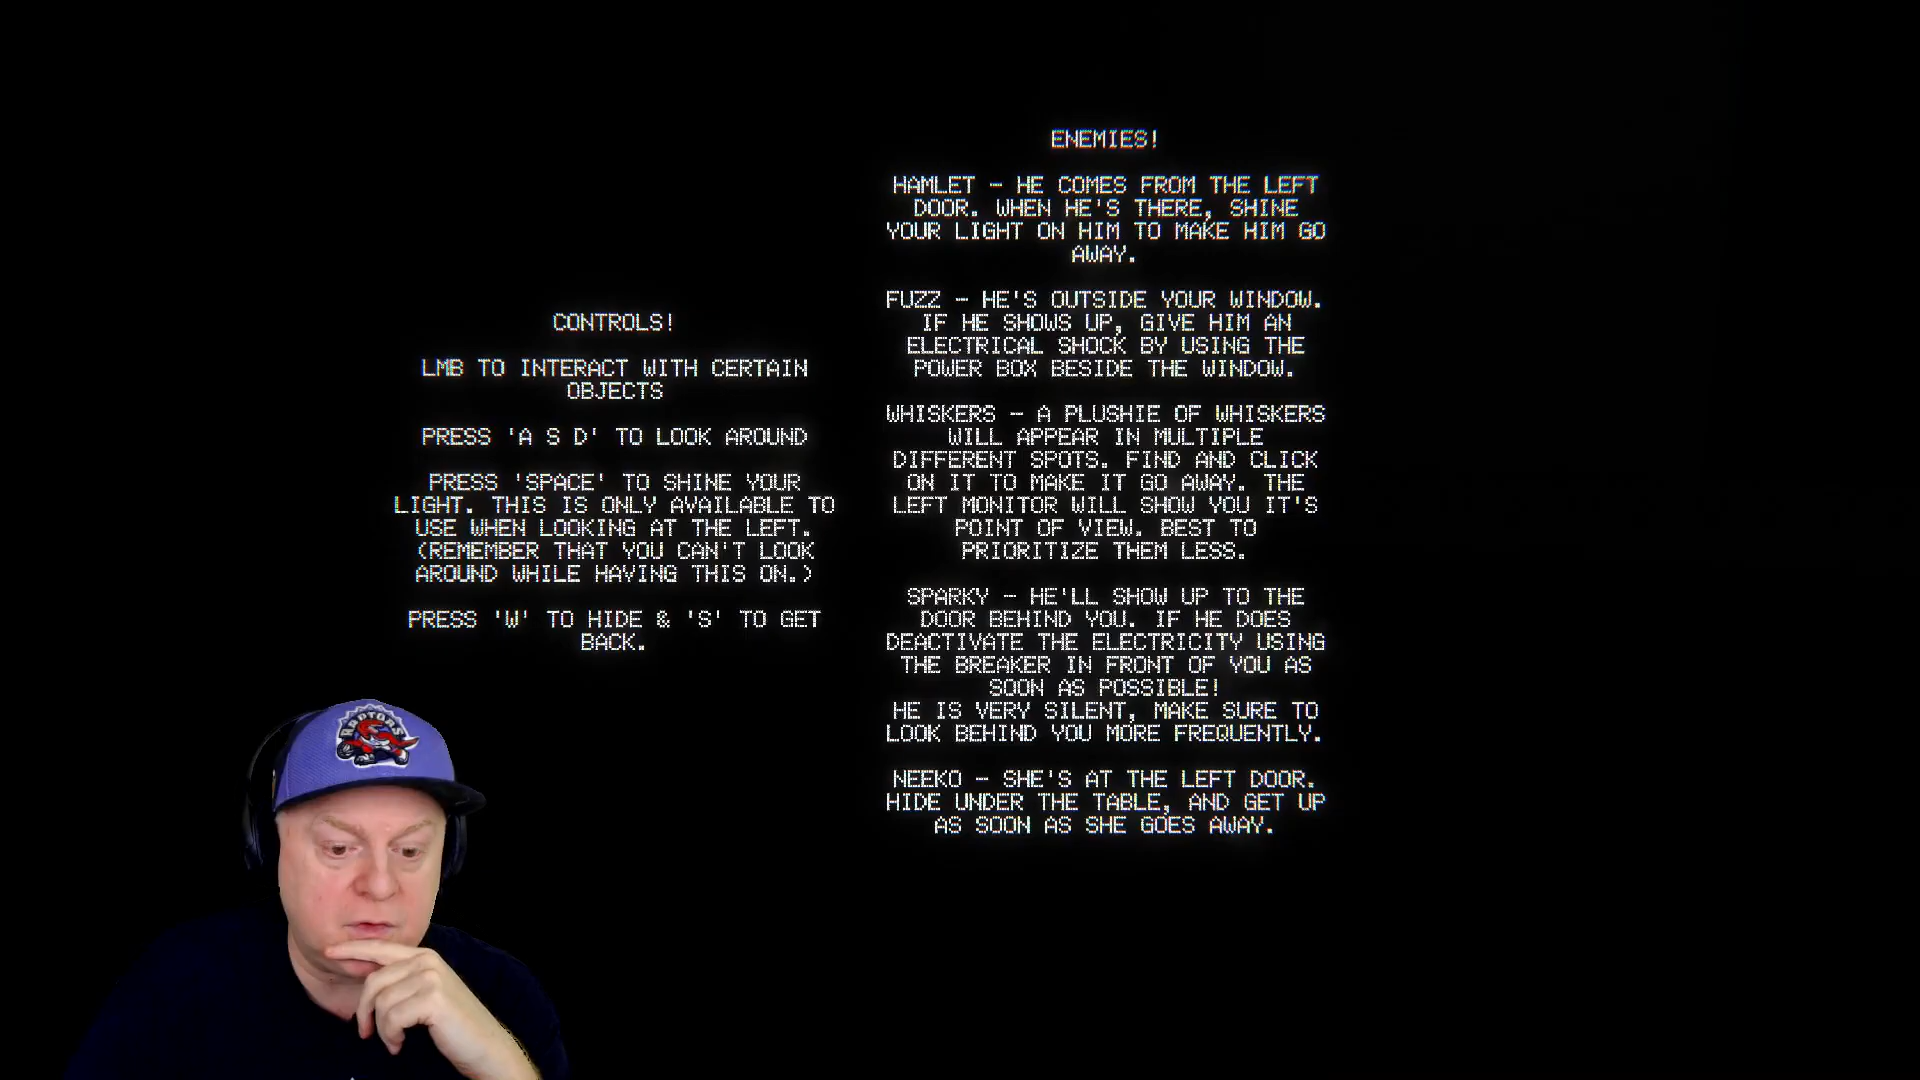 CONTROLS!
LMB TO INTERACT WITH CERTAIN
OBJECTS
PRESS 'A S D' TO LOOK AROUND
PRESS 'SPACE' TO SHINE YOUR
LIGHT. THIS IS ONLY AVAILABLE TO
USE WHEN LOOKING AT THE LEFT.
(REMEMBER THAT YOU CAN'T LOOK
AROUND WHILE HAVING THIS ON.)
PRESS 'W' TO HIDE & 'S' TO GET
BACK.
ENEMIES!
HAMLET - HE COMES FROM THE LEFT
DOOR. WHEN HE'S THERE, SHINE
YOUR LIGHT ON HIM TO MAKE HIM GO
AWAY.
FUZZ - HE'S OUTSIDE YOUR WINDOW.
IF HE SHOWS UP, GIVE HIM AN
ELECTRICAL SHOCK BY USING THE
POWER BOX BESIDE THE WINDOW.
WHISKERS - A PLUSHIE OF WHISKERS
WILL APPEAR IN MULTIPLE
DIFFERENT SPOTS. FIND AND CLICK
ON IT TO MAKE IT GO AWAY. THE
LEFT MONITOR WILL SHOW YOU IT'S
POINT OF VIEW. BEST TO
PRIORITIZE THEM LESS.
SPARKY - HE'LL SHOW UP TO THE
DOOR BEHIND YOU. IF HE DOES
DEACTIVATE THE ELECTRICITY USING
THE BREAKER IN FRONT OF YOU AS
SOON AS POSSIBLE!
HE IS VERY SILENT, MAKE SURE TO
LOOK BEHIND YOU MORE FREQUENTLY.
NEEKO - SHE'S AT THE LEFT DOOR.
HIDE UNDER THE TABLE, AND GET UP
AS SOON AS SHE GOES AWAY.
RAPTORS